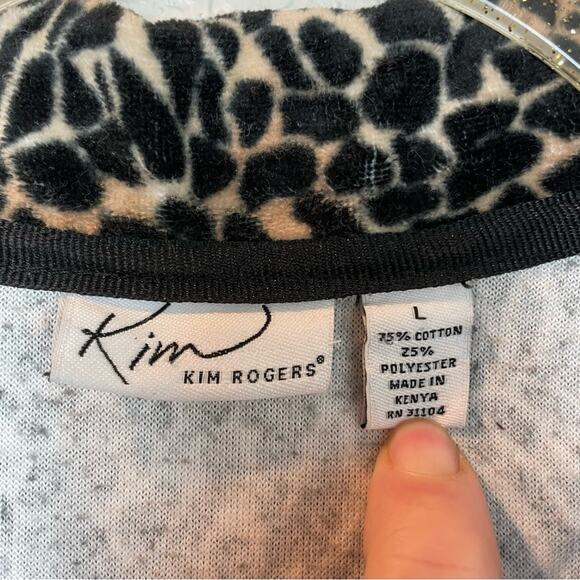 Kim
KIM ROGERS®
L
75% COTTON
25%
POLYESTER
MADE IN
KENYA
RN 31104